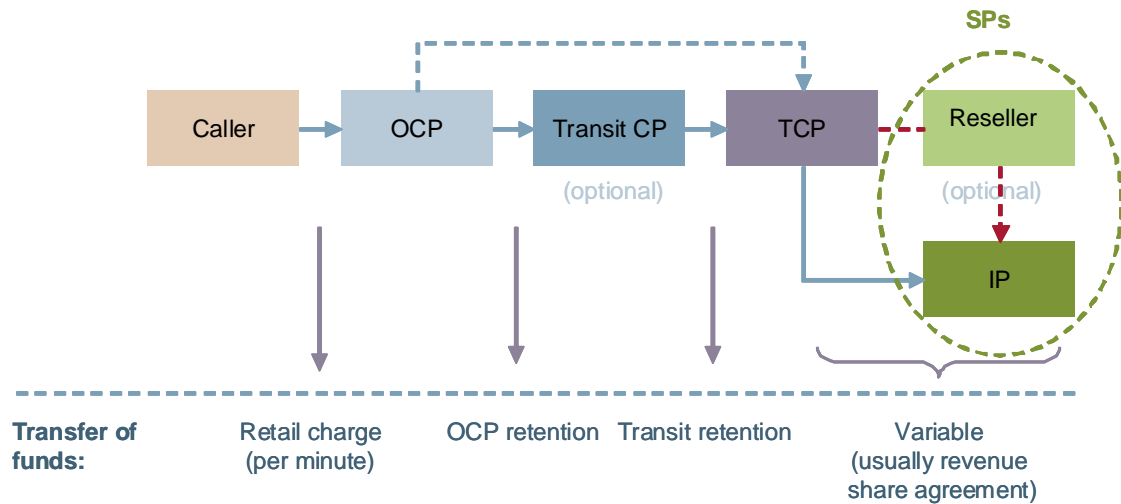 SPs
Caller
OCP
Transit CP
TCP
Reseller
(optional)
(optional)
IP
Transfer of
funds:
Retail charge
(per minute)
OCP retention
Transit retention
Variable
(usually revenue
share agreement)